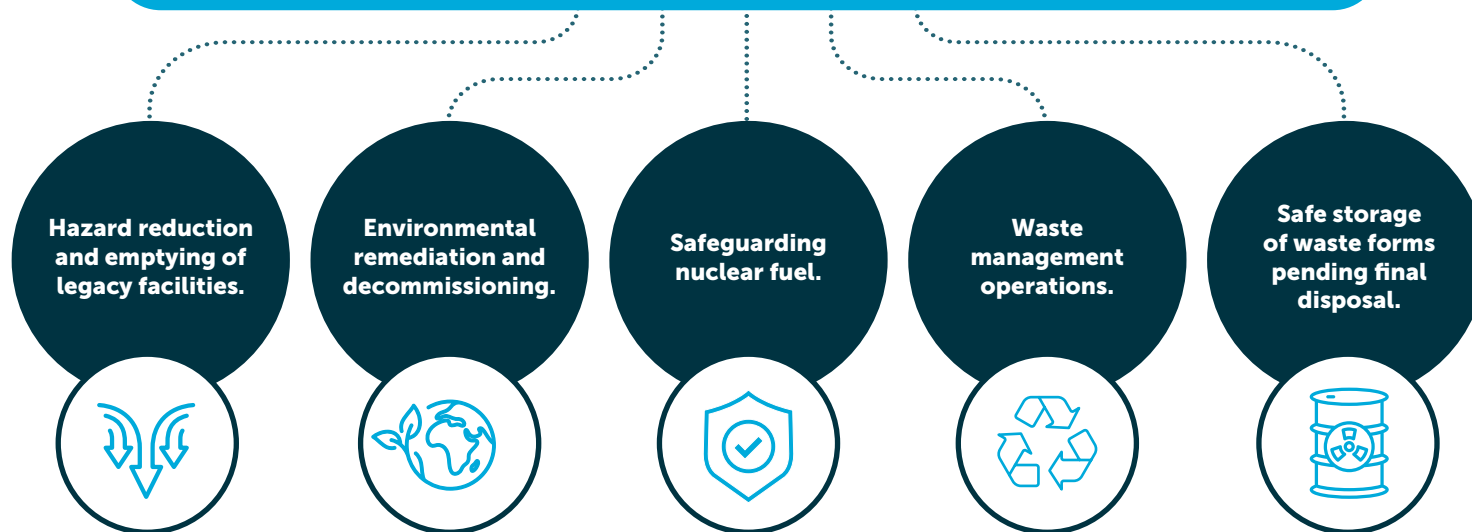 Hazard reduction
and emptying of
legacy facilities.
Environmental
remediation and
decommissioning.
Safeguarding
nuclear fuel.
Waste
management
operations.
Safe storage
of waste forms
pending final
disposal.